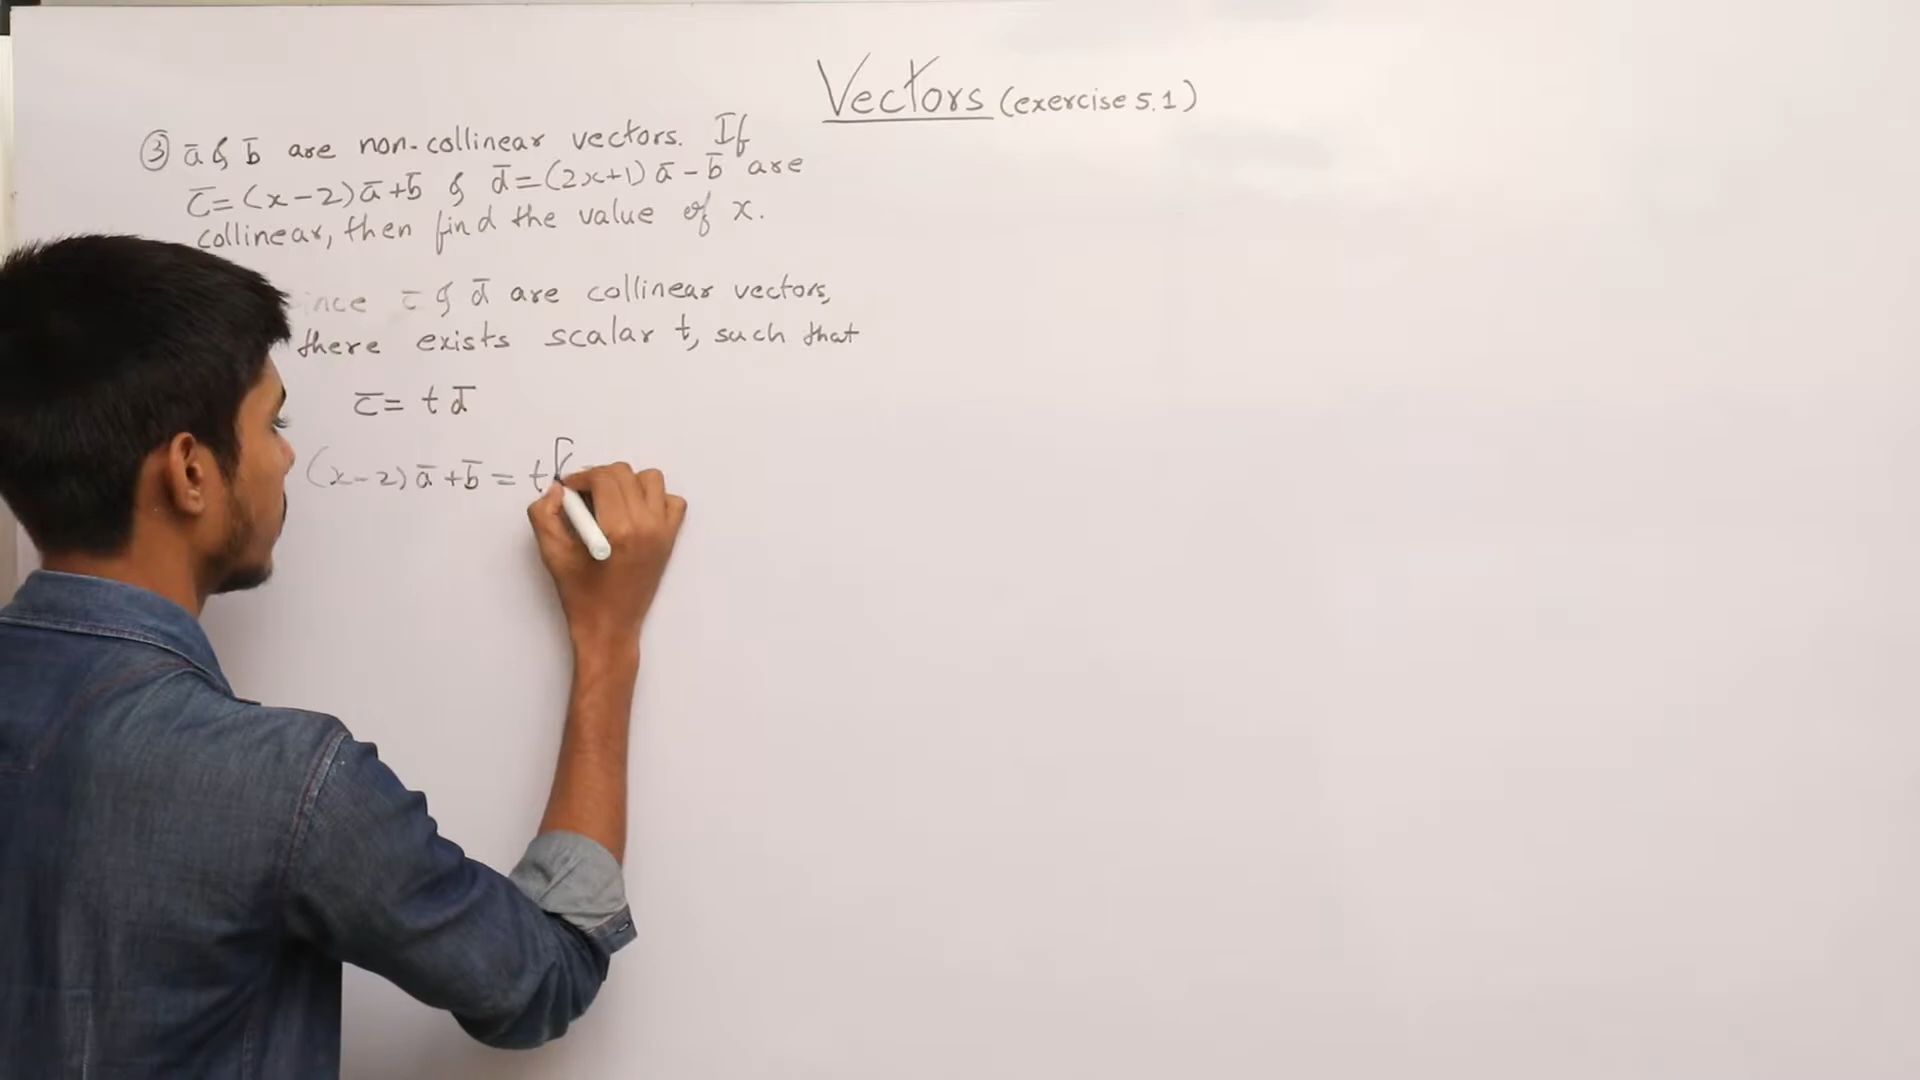 Vectors (exercise 5.1)
③ a̅ & b̅ are non-collinear vectors. If
c̅=(x-2)a̅+b̅ & d̅=(2x+1)a̅-b̅ are
collinear, then find the value of x.
c̅ & d̅ are collinear vectors,
there exists scalar t, such that
c̅= t d̅
(x-2)a̅+b̅ = t[(